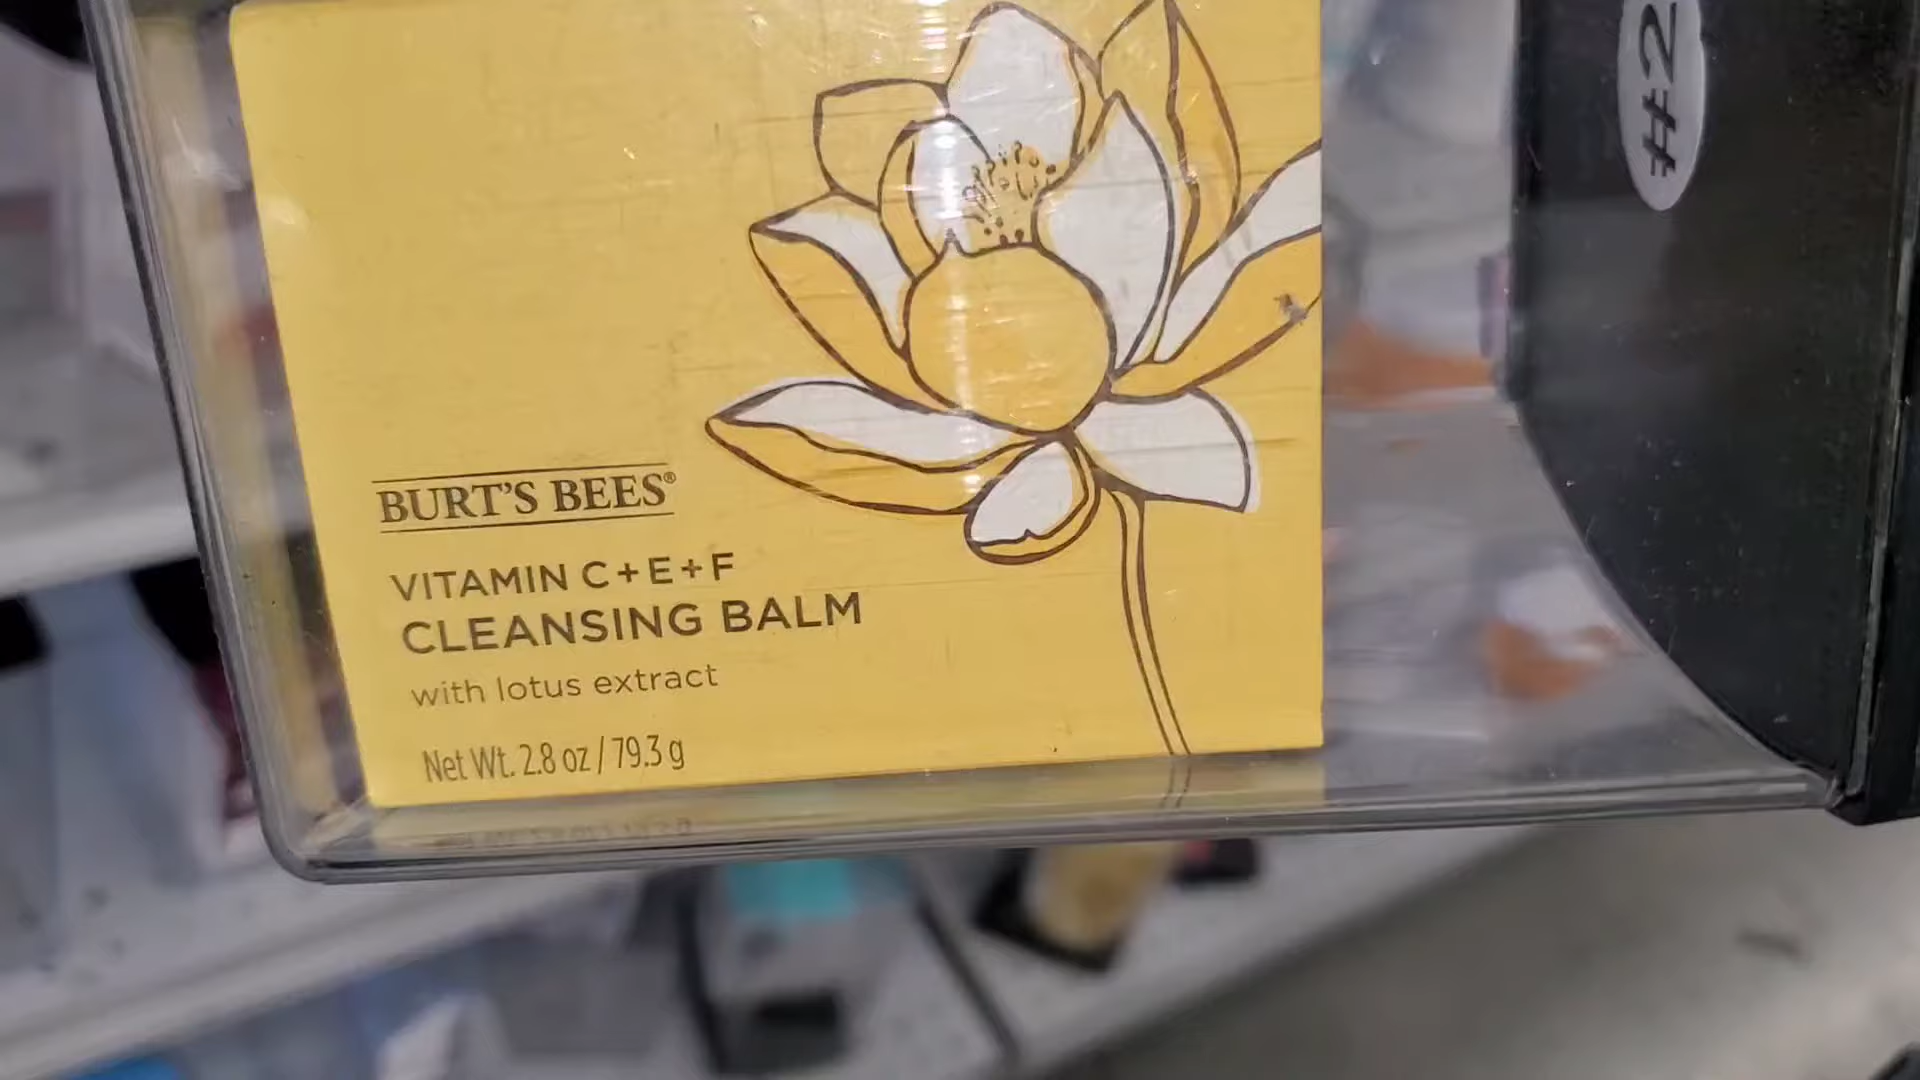 BURT'S BEES®
VITAMIN C+E+F
CLEANSING BALM
with lotus extract
Net Wt. 2.8 oz / 79.3 g
#2